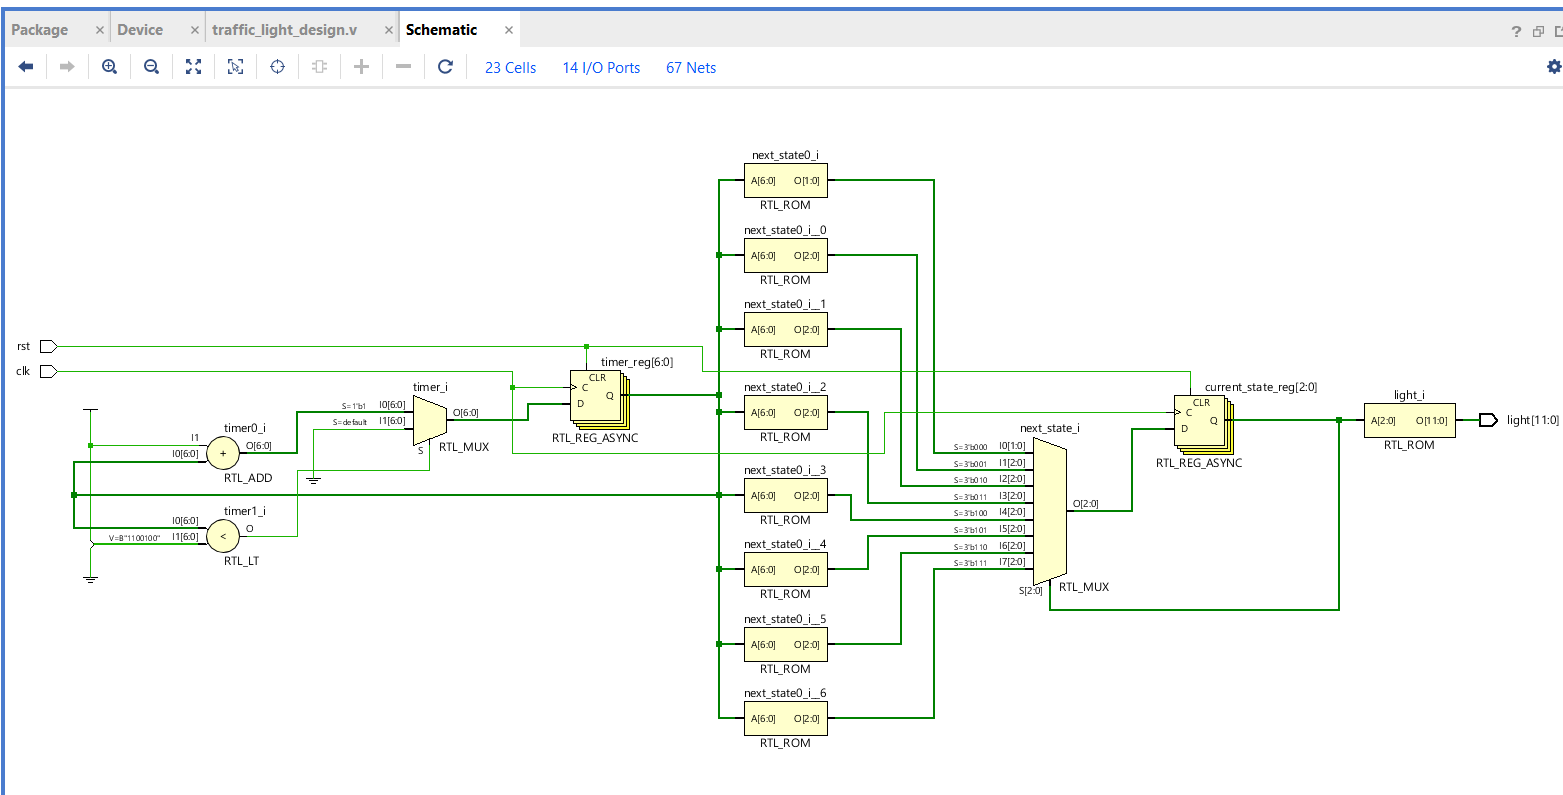 Package × Device × traffic_light_design.v × Schematic × ?
23 Cells 14 I/O Ports 67 Nets
next_state0_i
A[6:0] O[1:0]
RTL_ROM
next_state0_i__0
A[6:0] O[2:0]
RTL_ROM
next_state0_i__1
A[6:0] O[2:0]
RTL_ROM
rst
clk
timer_reg[6:0]
CLR
C
D
Q
RTL_REG_ASYNC
timer_i
S=1'b1 I0[6:0]
S=default I1[6:0]
O[6:0]
S
RTL_MUX
timer0_i
I1
I0[6:0]
O[6:0]
+
RTL_ADD
timer1_i
I0[6:0]
V=B"1100100" I1[6:0]
O
<
RTL_LT
next_state0_i__2
A[6:0] O[2:0]
RTL_ROM
next_state0_i__3
A[6:0] O[2:0]
RTL_ROM
next_state0_i__4
A[6:0] O[2:0]
RTL_ROM
next_state0_i__5
A[6:0] O[2:0]
RTL_ROM
next_state0_i__6
A[6:0] O[2:0]
RTL_ROM
next_state_i
S=3'b000 I0[1:0]
S=3'b001 I1[2:0]
S=3'b010 I2[2:0]
S=3'b011 I3[2:0]
S=3'b100 I4[2:0]
S=3'b101 I5[2:0]
S=3'b110 I6[2:0]
S=3'b111 I7[2:0]
O[2:0]
S[2:0]
RTL_MUX
current_state_reg[2:0]
CLR
C
D
Q
RTL_REG_ASYNC
light_i
A[2:0] O[11:0]
RTL_ROM
light[11:0]